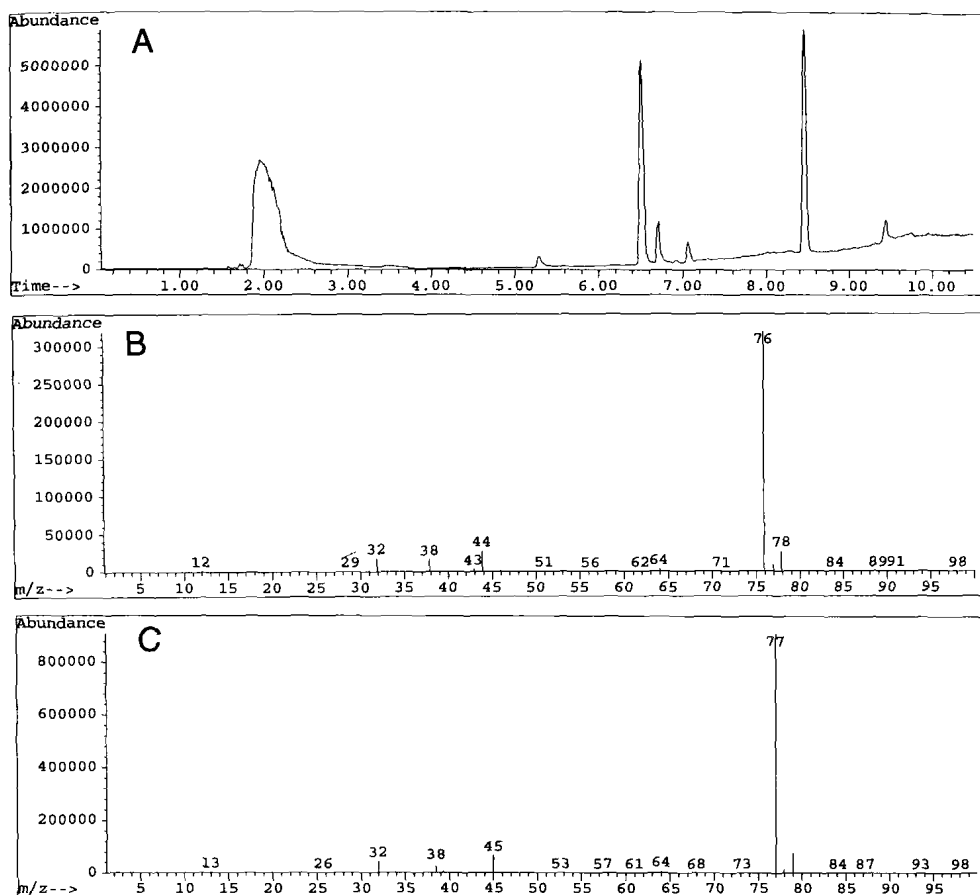 Abundance
A
5000000
4000000
3000000
2000000
1000000
0
Time--> 1.00 2.00 3.00 4.00 5.00 6.00 7.00 8.00 9.00 10.00
Abundance
B
76
300000
250000
200000
150000
100000
50000
0
12 29 32 38 43 44 51 56 62 64 71 78 84 89 91 98
m/z--> 5 10 15 20 25 30 35 40 45 50 55 60 65 70 75 80 85 90 95
Abundance
C
77
800000
600000
400000
200000
0
13 26 32 38 45 53 57 61 64 68 73 84 87 93 98
m/z--> 5 10 15 20 25 30 35 40 45 50 55 60 65 70 75 80 85 90 95